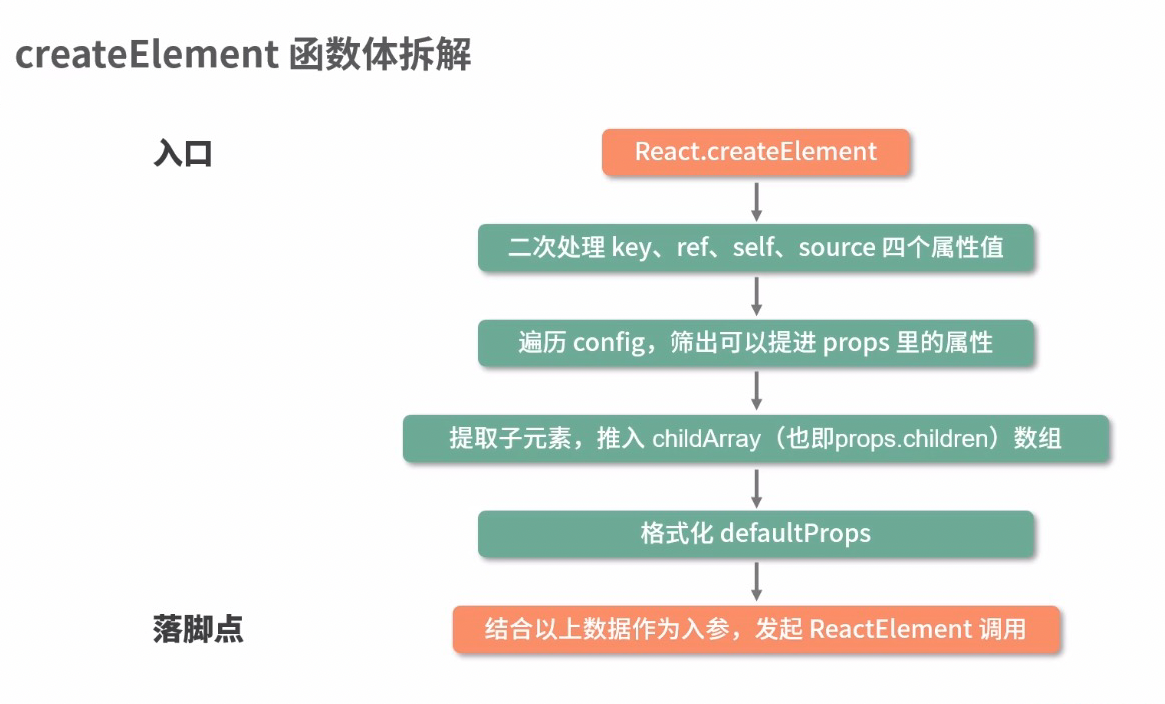 createElement 函数体拆解
入口
React.createElement
二次处理 key、ref、self、source 四个属性值
遍历 config，筛出可以提进 props 里的属性
提取子元素，推入 childArray（也即props.children）数组
格式化 defaultProps
落脚点
结合以上数据作为入参，发起 ReactElement 调用